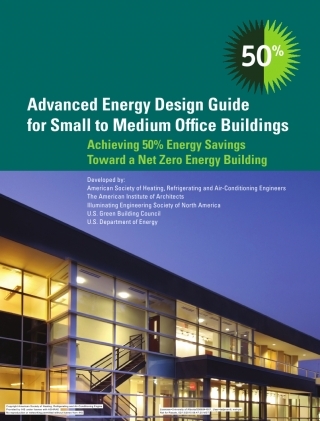 50%
Advanced Energy Design Guide
for Small to Medium Office Buildings
Achieving 50% Energy Savings
Toward a Net Zero Energy Building
Developed by:
American Society of Heating, Refrigerating and Air-Conditioning Engineers
The American Institute of Architects
Illuminating Engineering Society of North America
U.S. Green Building Council
U.S. Department of Energy